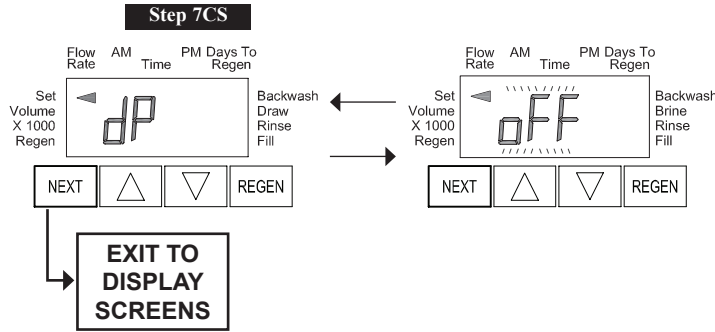 Step 7CS
Flow Rate AM Time PM Days To Regen
Set
Volume
X 1000
Regen
dP
Backwash
Draw
Rinse
Fill
NEXT REGEN
EXIT TO
DISPLAY
SCREENS
Flow Rate AM Time PM Days To Regen
Set
Volume
X 1000
Regen
oFF
Backwash
Brine
Rinse
Fill
NEXT REGEN